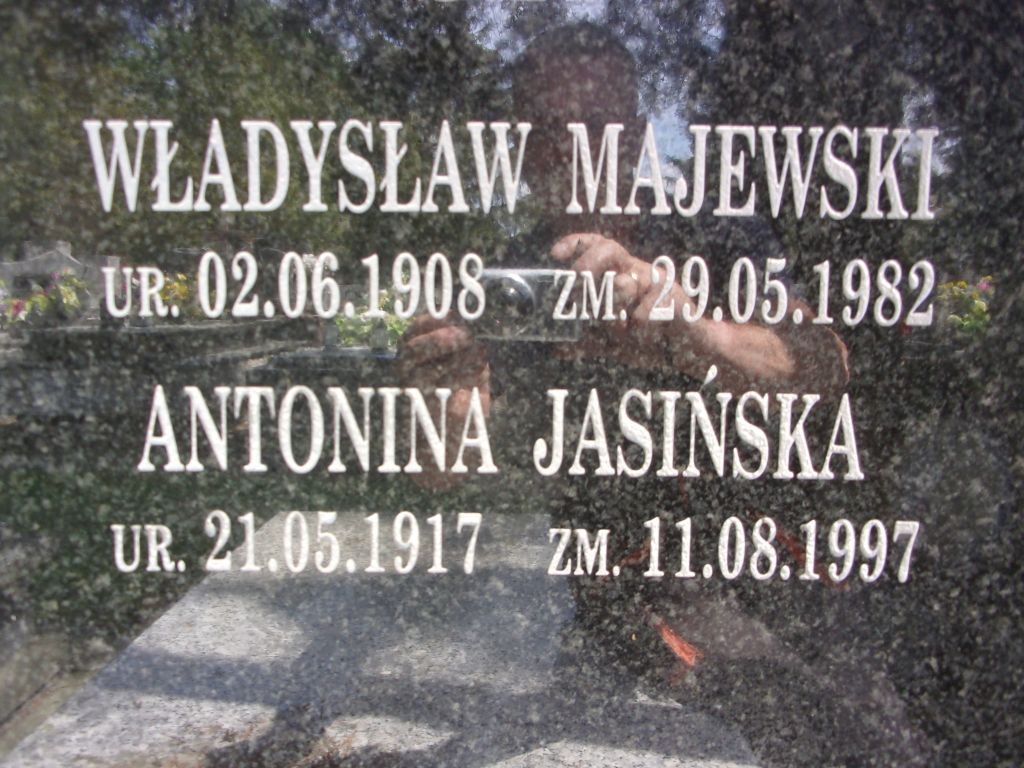 WŁADYSŁAW MAJEWSKI
UR. 02.06.1908 ZM. 29.05.1982
ANTONINA JASIŃSKA
UR. 21.05.1917 ZM. 11.08.1997